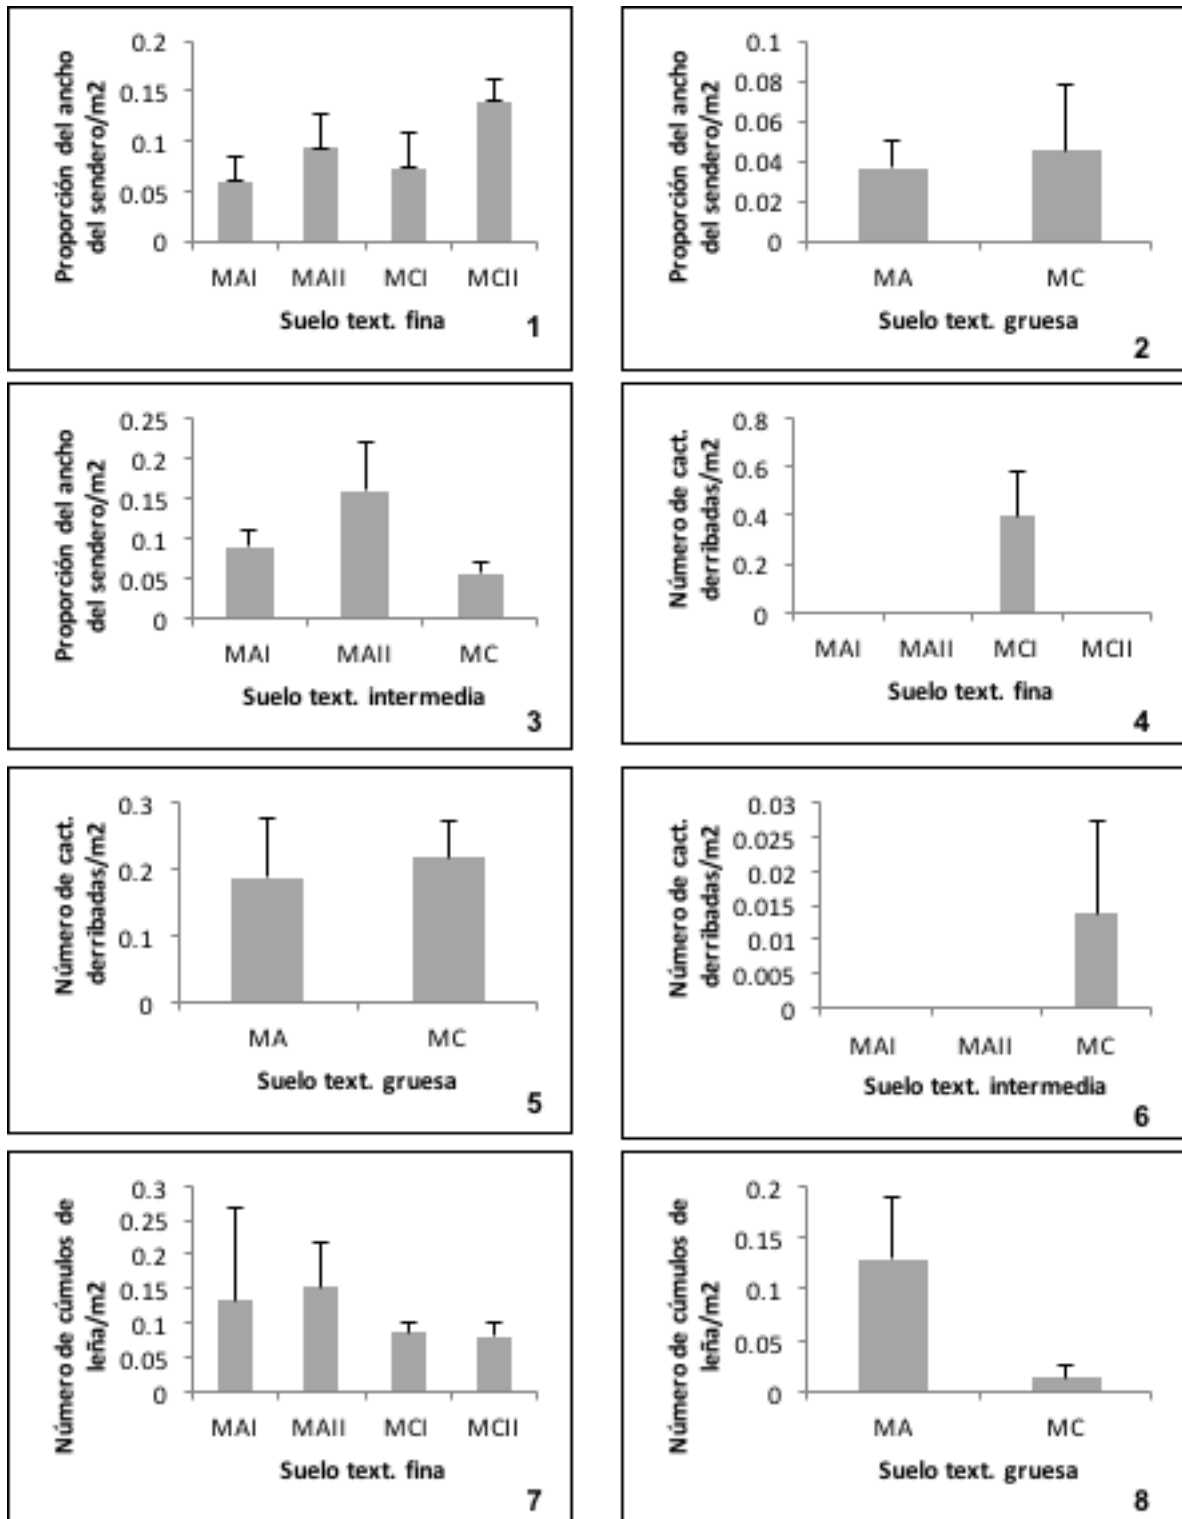 Proporción del ancho
del sendero/m2
0.2
0.15
0.1
0.05
0
MAI MAII MCI MCII
Suelo text. fina
1
Proporción del ancho
del sendero/m2
0.1
0.08
0.06
0.04
0.02
0
MA MC
Suelo text. gruesa
2
Proporción del ancho
del sendero/m2
0.25
0.2
0.15
0.1
0.05
0
MAI MAII MC
Suelo text. intermedia
3
Número de cact.
derribadas/m2
0.8
0.6
0.4
0.2
0
MAI MAII MCI MCII
Suelo text. fina
4
Número de cact.
derribadas/m2
0.3
0.2
0.1
0
MA MC
Suelo text. gruesa
5
Número de cact.
derribadas/m2
0.03
0.025
0.02
0.015
0.01
0.005
0
MAI MAII MC
Suelo text. intermedia
6
Número de cúmulos de
leña/m2
0.3
0.25
0.2
0.15
0.1
0.05
0
MAI MAII MCI MCII
Suelo text. fina
7
Número de cúmulos de
leña/m2
0.2
0.15
0.1
0.05
0
MA MC
Suelo text. gruesa
8